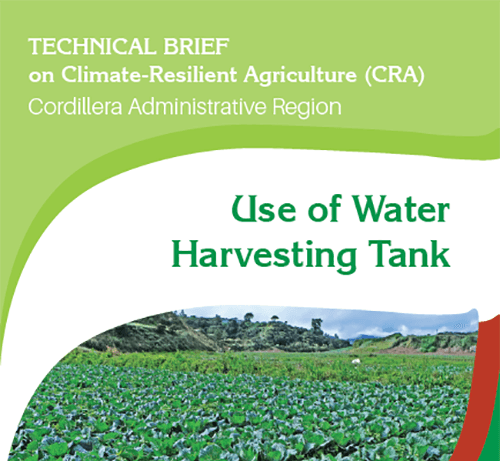 TECHNICAL BRIEF
on Climate-Resilient Agriculture (CRA)
Cordillera Administrative Region
Use of Water
Harvesting Tank